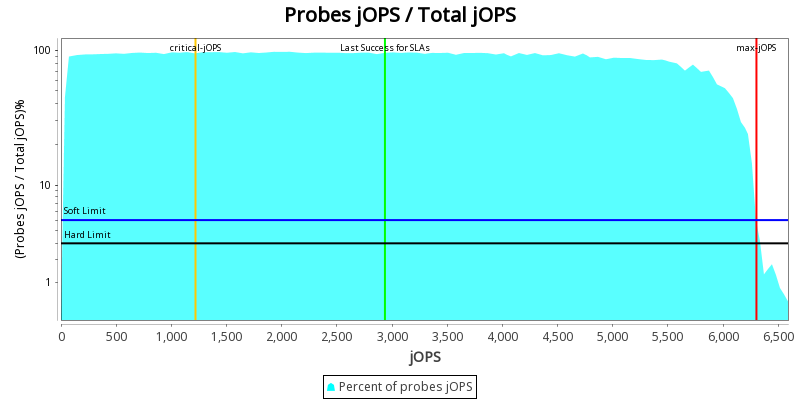 Probes jOPS / Total jOPS
(Probes jOPS / Total jOPS)%
100
10
1
critical-jOPS
Last Success for SLAs
max-jOPS
Soft Limit
Hard Limit
0 500 1,000 1,500 2,000 2,500 3,000 3,500 4,000 4,500 5,000 5,500 6,000 6,500
jOPS
Percent of probes jOPS